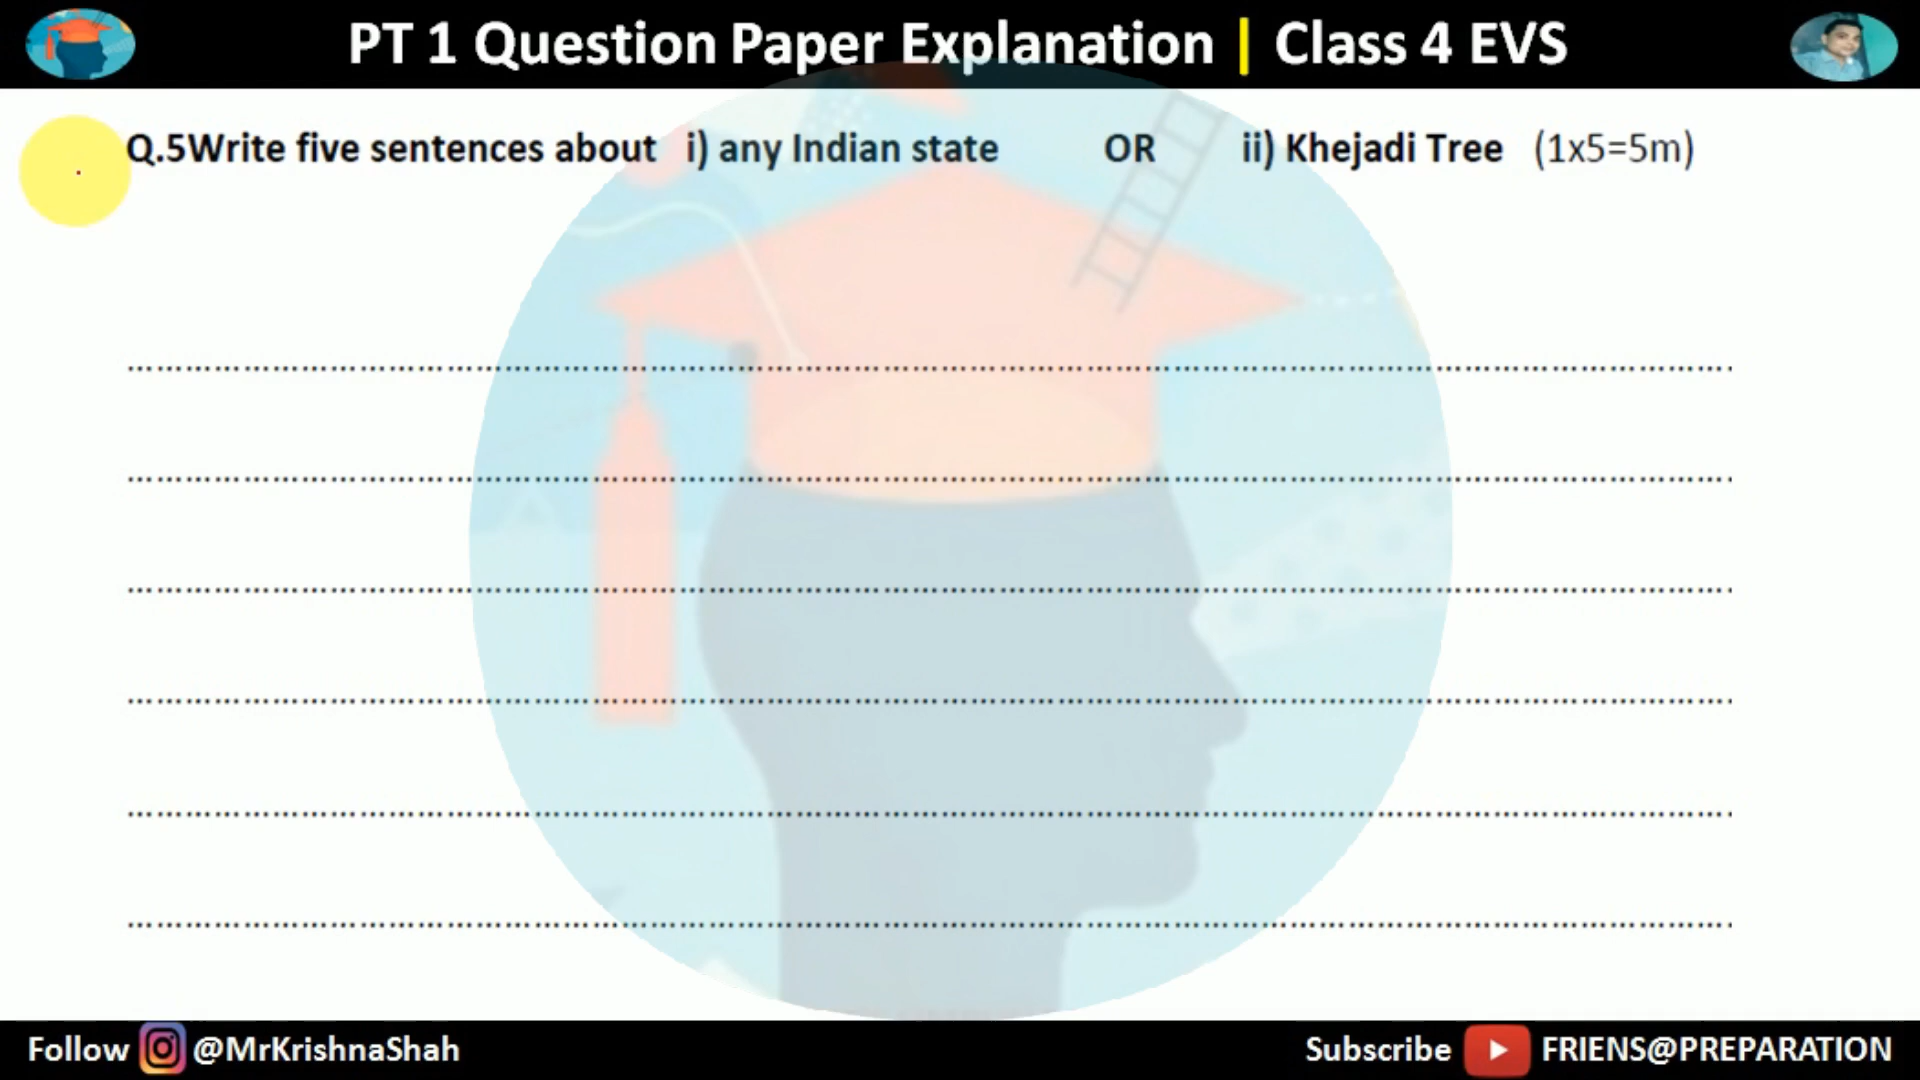 PT 1 Question Paper Explanation | Class 4 EVS
Q.5Write five sentences about i) any Indian state OR ii) Khejadi Tree (1x5=5m)
Follow @MrKrishnaShah
Subscribe FRIENS@PREPARATION